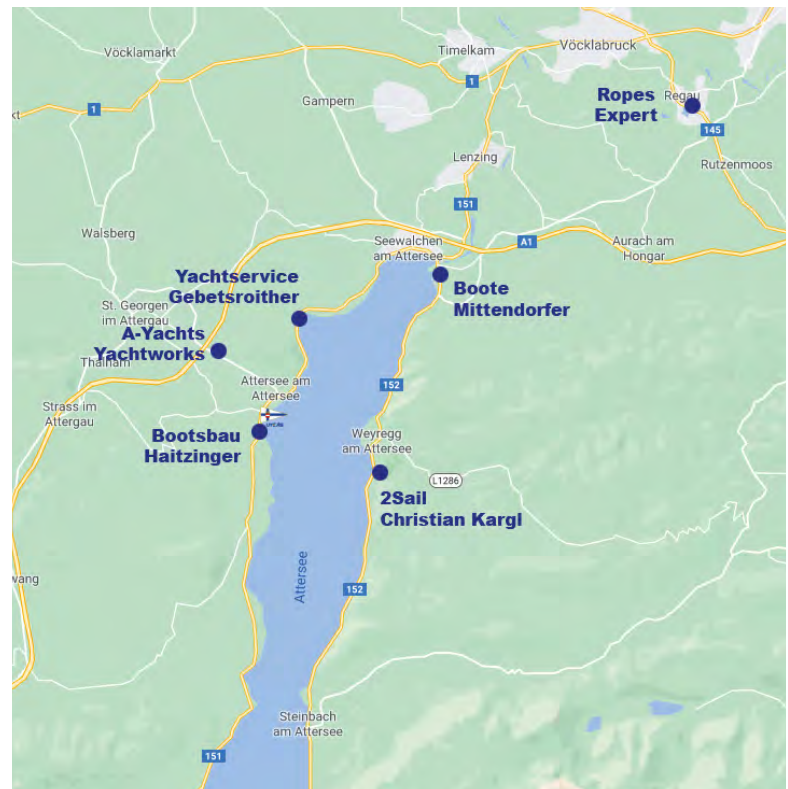 Vöcklamarkt
Timelkam
Vöcklabruck
1
Gampern
Ropes
Expert
Regau
1
145
Lenzing
Rutzenmoos
151
Walsberg
Seewalchen
am Attersee
A1
Aurach am
Hongar
Yachtservice
Gebetsroither
Boote
Mittendorfer
St. Georgen
im Attergau
A-Yachts
Yachtworks
Thalham
Attersee am
Attersee
152
Strass im
Attergau
Bootsbau
Haitzinger
Weyregg
am Attersee
L1286
2Sail
Christian Kargl
Attersee
wang
152
Steinbach
am Attersee
151